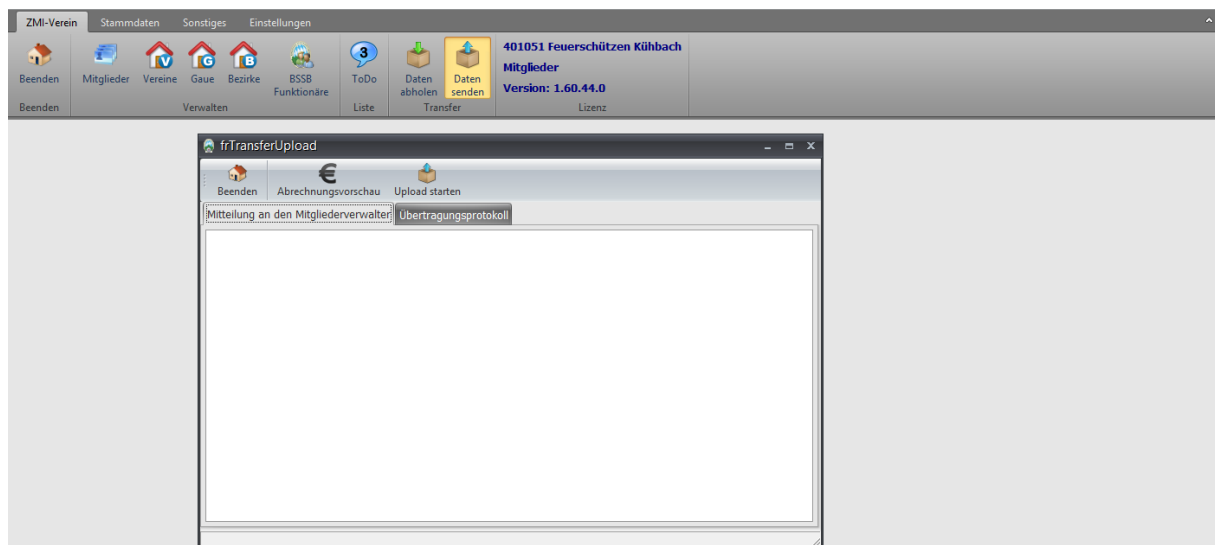 ZMI-Verein Stammdaten Sonstiges Einstellungen
Beenden Mitglieder Vereine Gaue Bezirke BSSB Funktionäre ToDo Daten abholen Daten senden
V G B 3
401051 Feuerschützen Kühbach
Mitglieder
Version: 1.60.44.0
Beenden Verwalten Liste Transfer Lizenz
frTransferUpload
€
Beenden Abrechnungsvorschau Upload starten
Mitteilung an den Mitgliederverwalter Übertragungsprotokoll